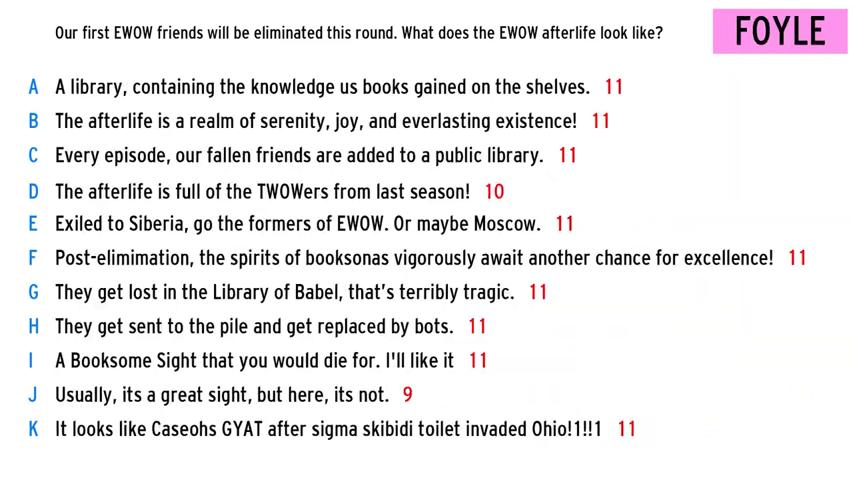 Our first EWOW friends will be eliminated this round. What does the EWOW afterlife look like?
FOYLE
A A library, containing the knowledge us books gained on the shelves. 11
B The afterlife is a realm of serenity, joy, and everlasting existence! 11
C Every episode, our fallen friends are added to a public library. 11
D The afterlife is full of the TWOWers from last season! 10
E Exiled to Siberia, go the formers of EWOW. Or maybe Moscow. 11
F Post-elimimation, the spirits of booksonas vigorously await another chance for excellence! 11
G They get lost in the Library of Babel, that's terribly tragic. 11
H They get sent to the pile and get replaced by bots. 11
I A Booksome Sight that you would die for. I'll like it 11
J Usually, its a great sight, but here, its not. 9
K It looks like Caseohs GYAT after sigma skibidi toilet invaded Ohio!1!!1 11